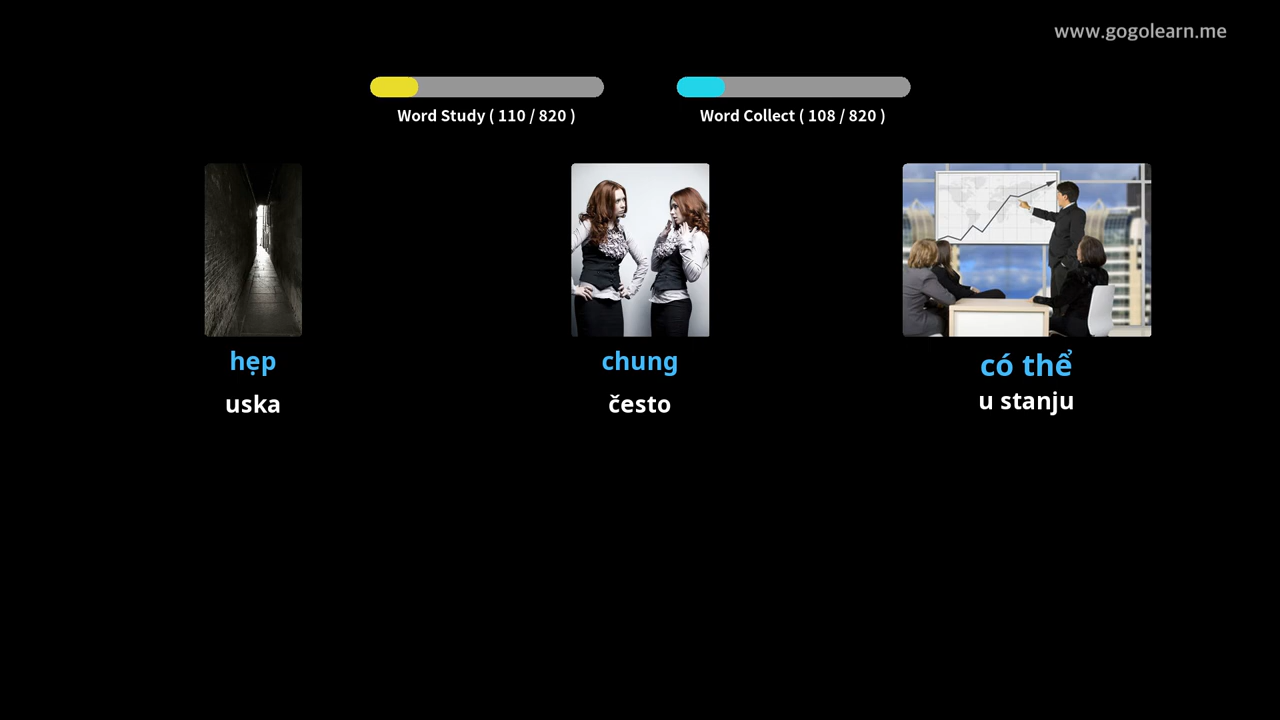 www.gogolearn.me
Word Study ( 110 / 820 )
Word Collect ( 108 / 820 )
hẹp
chung
có thể
uska
često
u stanju